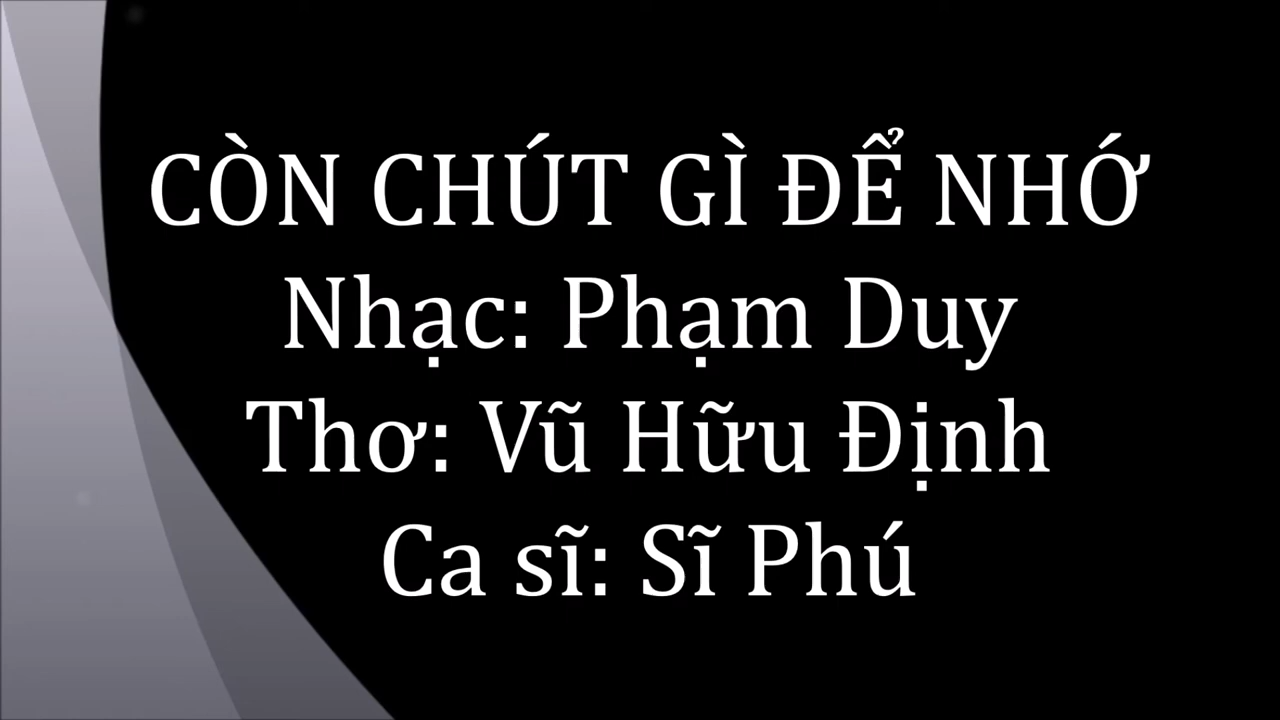 CÒN CHÚT GÌ ĐỂ NHỚ
Nhạc: Phạm Duy
Thơ: Vũ Hữu Định
Ca sĩ: Sĩ Phú